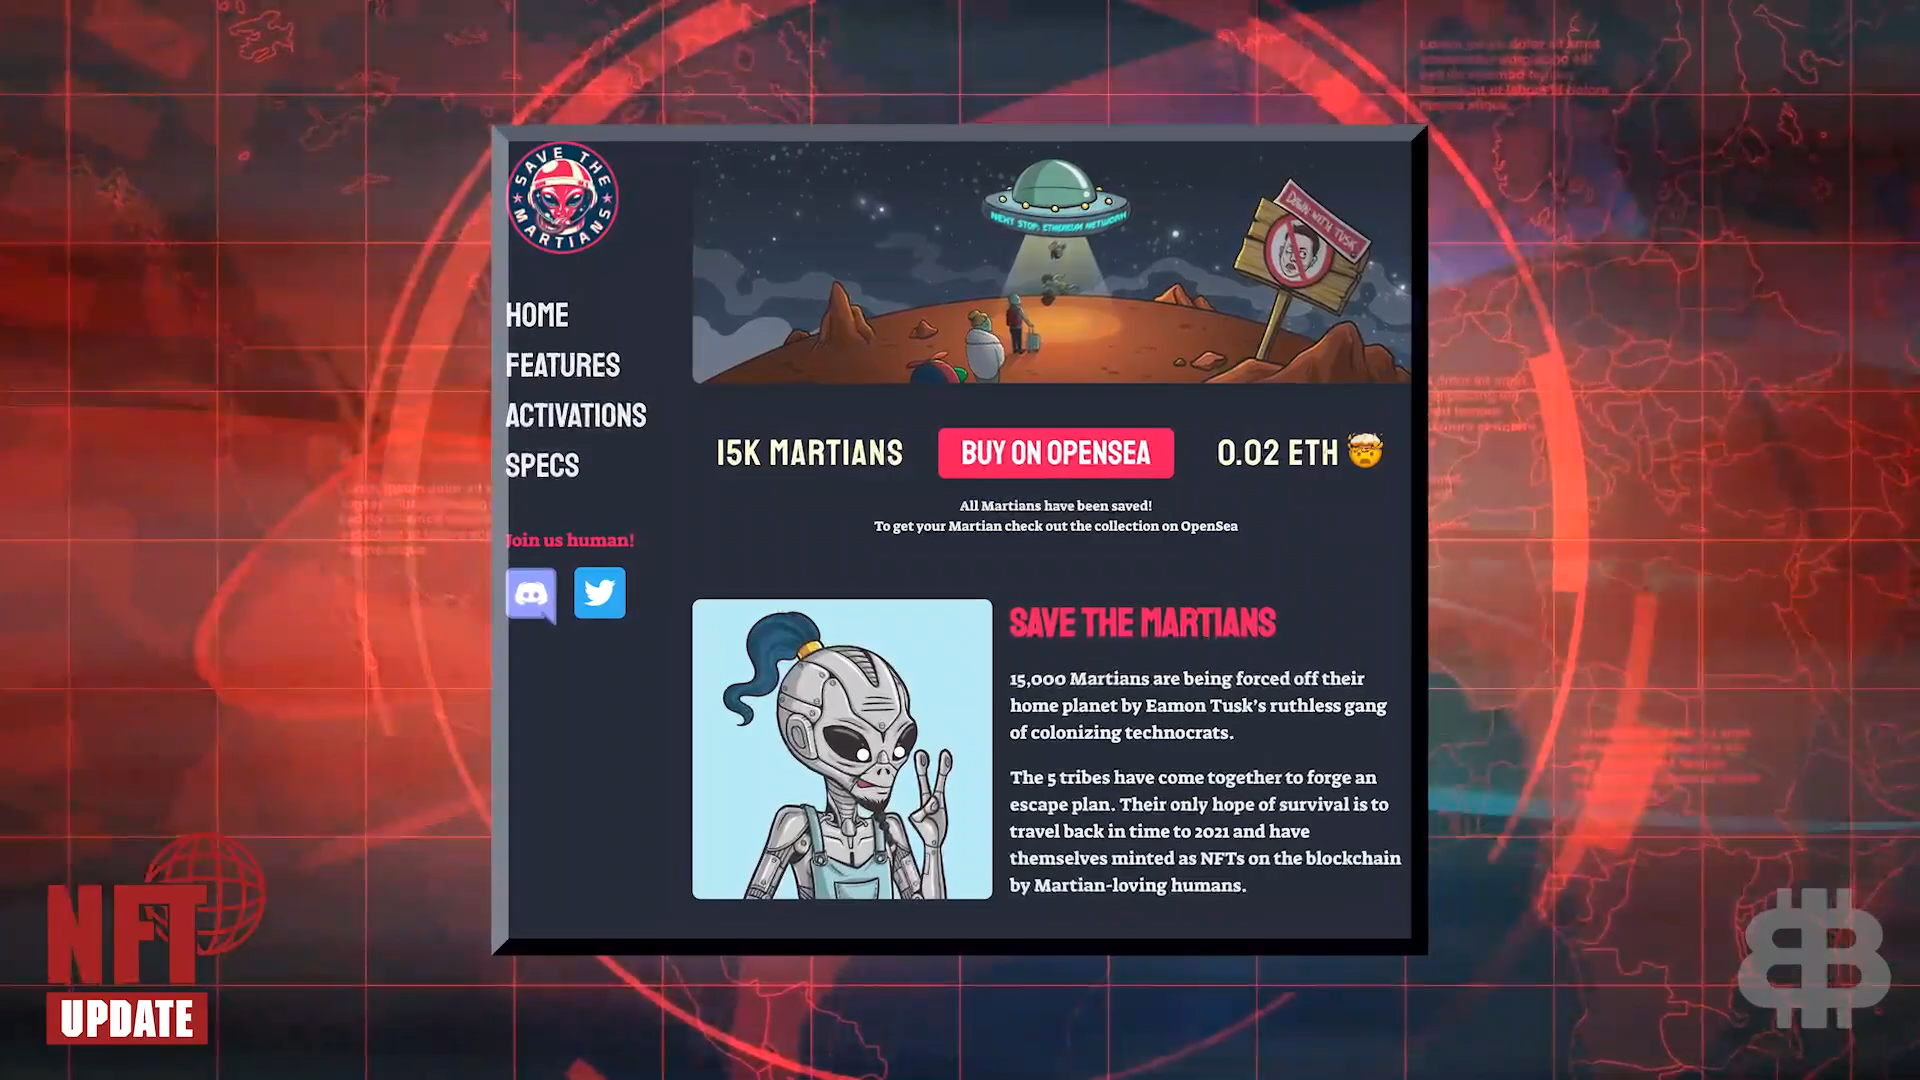 SAVE THE
MARTIANS
HOME
FEATURES
ACTIVATIONS
SPECS
Join us human!
NEXT STOP: ETHEREUM NETWORK
DOWN WITH TUSK
15K MARTIANS
BUY ON OPENSEA
0.02 ETH 🤯
All Martians have been saved!
To get your Martian check out the collection on OpenSea
SAVE THE MARTIANS
15,000 Martians are being forced off their
home planet by Eamon Tusk's ruthless gang
of colonizing technocrats.
The 5 tribes have come together to forge an
escape plan. Their only hope of survival is to
travel back in time to 2021 and have
themselves minted as NFTs on the blockchain
by Martian-loving humans.
NFT
UPDATE